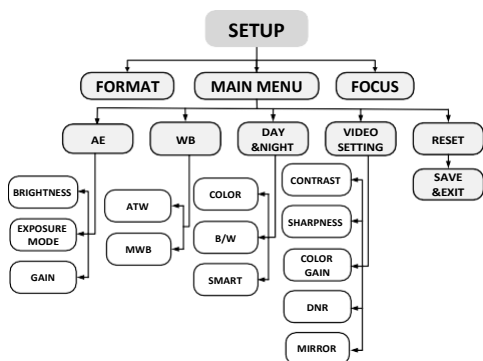 SETUP
FORMAT
MAIN MENU
FOCUS
AE
WB
DAY
&NIGHT
VIDEO
SETTING
RESET
SAVE
&EXIT
BRIGHTNESS
EXPOSURE
MODE
GAIN
ATW
MWB
COLOR
B/W
SMART
CONTRAST
SHARPNESS
COLOR
GAIN
DNR
MIRROR